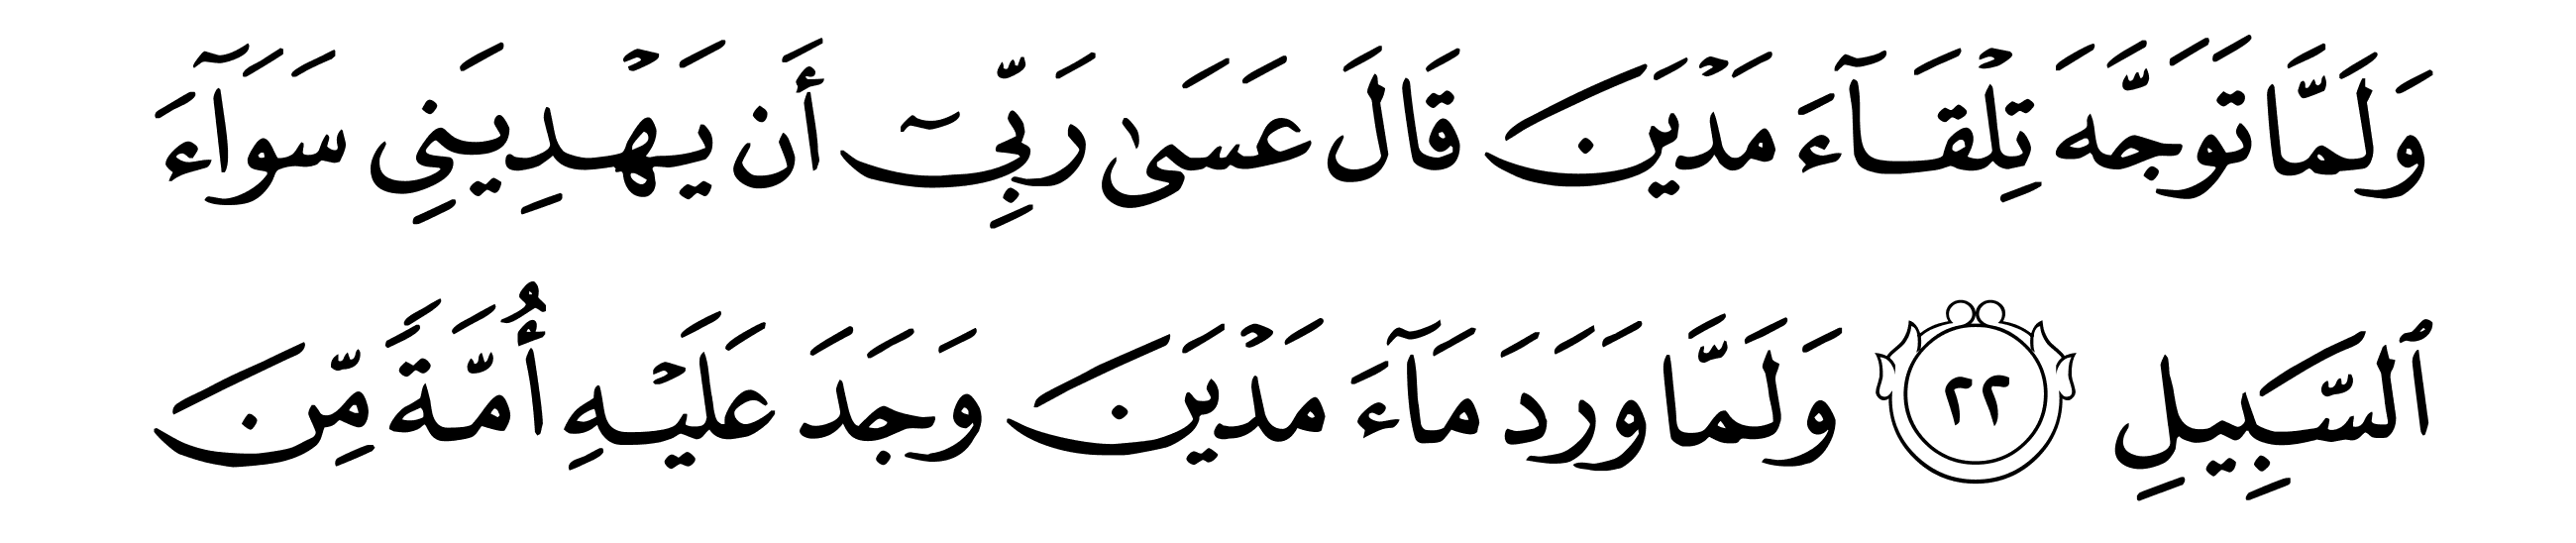 وَلَمَّا تَوَجَّهَ تِلۡقَآءَ مَدۡيَنَ قَالَ عَسَىٰ رَبِّيٓ أَن يَهۡدِيَنِي سَوَآءَ
ٱلسَّبِيلِ ٢٢ وَلَمَّا وَرَدَ مَآءَ مَدۡيَنَ وَجَدَ عَلَيۡهِ أُمَّةٗ مِّنَ